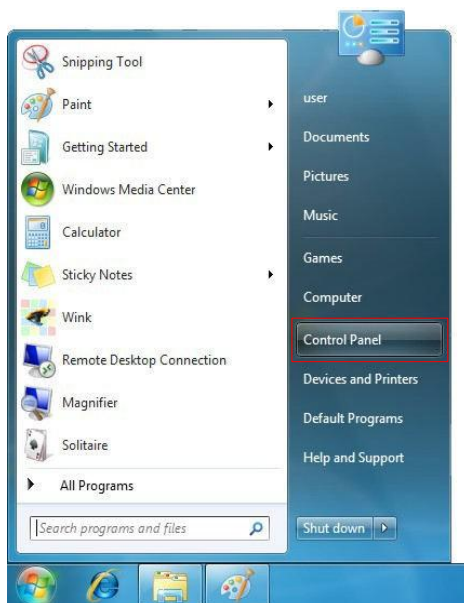 Snipping Tool
Paint
Getting Started
Windows Media Center
Calculator
Sticky Notes
Wink
Remote Desktop Connection
Magnifier
Solitaire
All Programs
Search programs and files
user
Documents
Pictures
Music
Games
Computer
Control Panel
Devices and Printers
Default Programs
Help and Support
Shut down